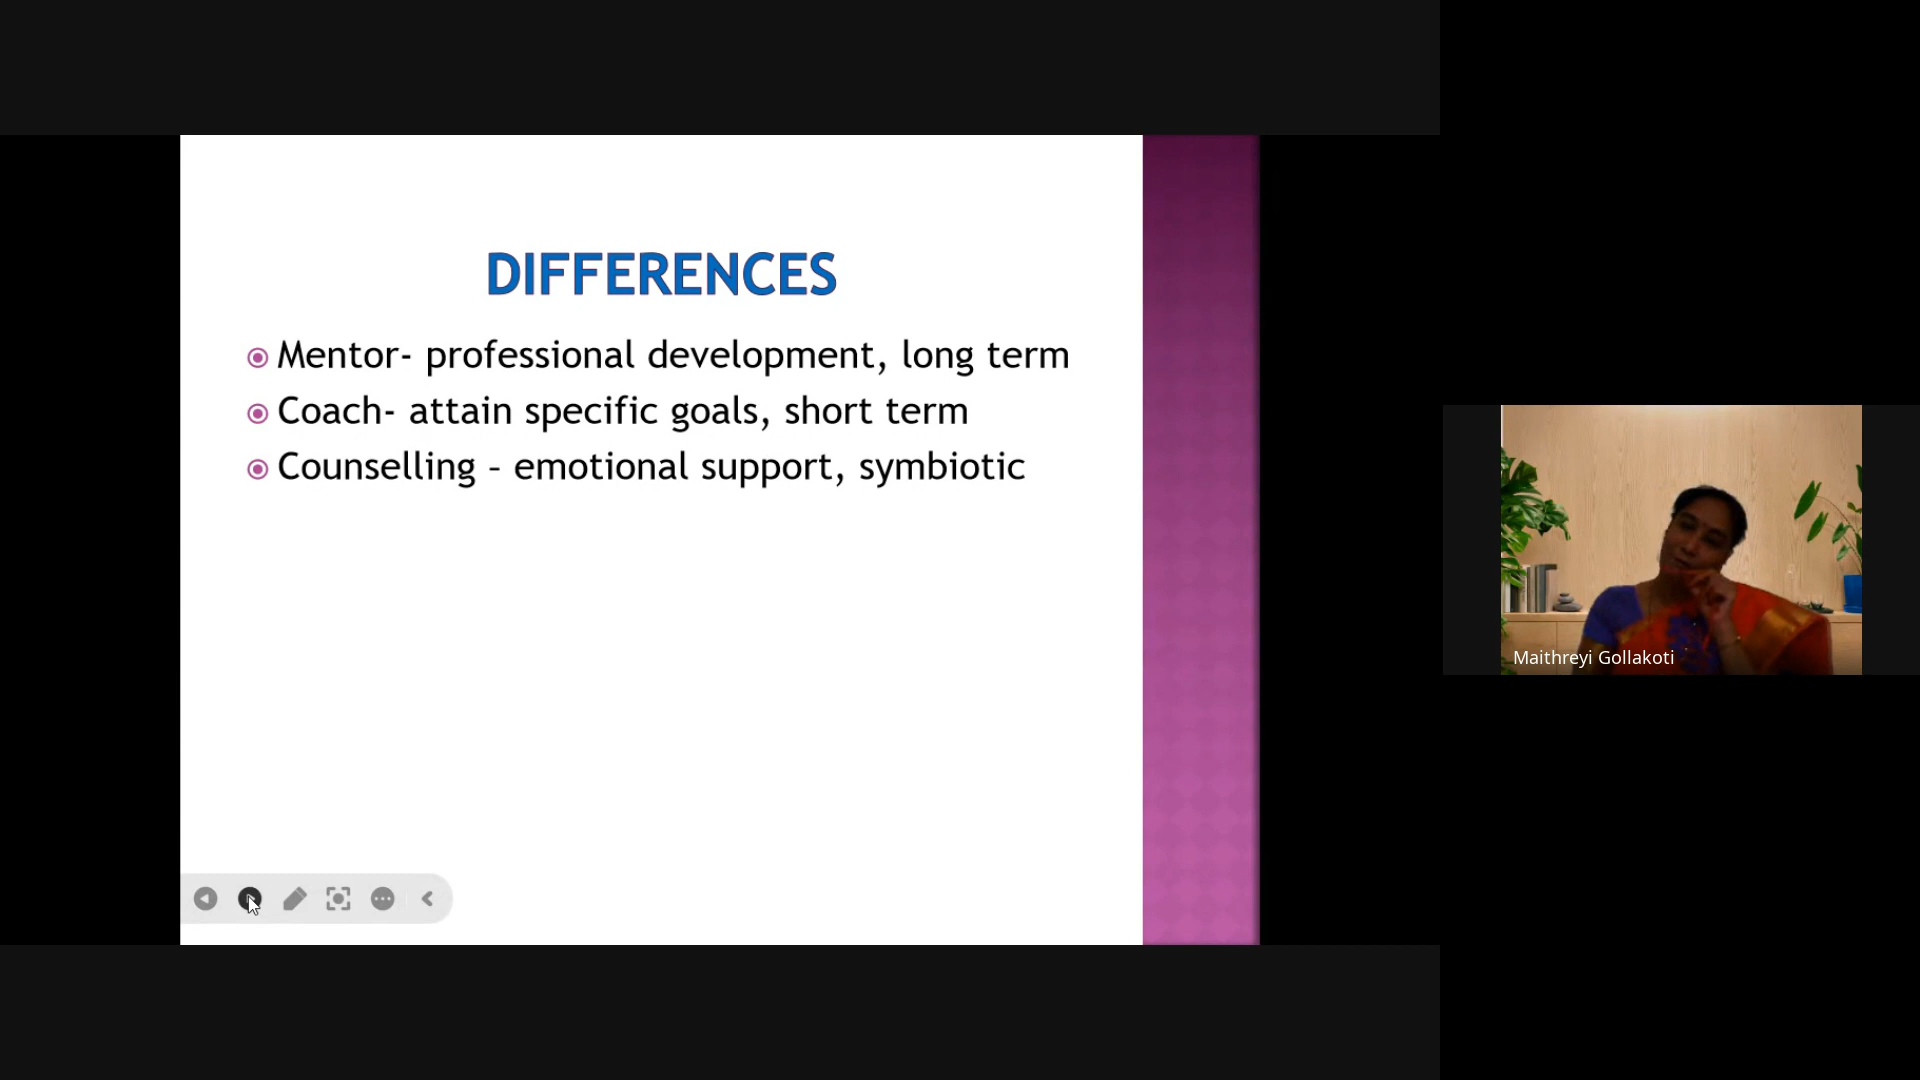 DIFFERENCES
Mentor- professional development, long term
Coach- attain specific goals, short term
Counselling – emotional support, symbiotic
Maithreyi Gollakoti